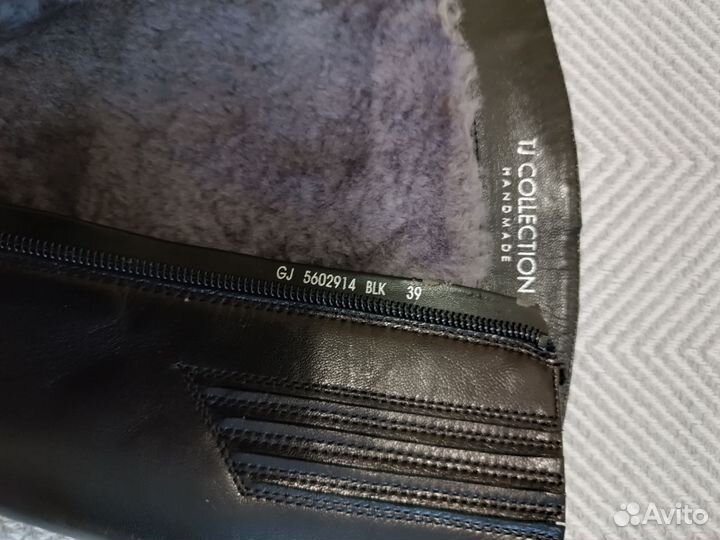 TJ COLLECTION
HANDMADE
GJ 5602914 BLK 39
Avito